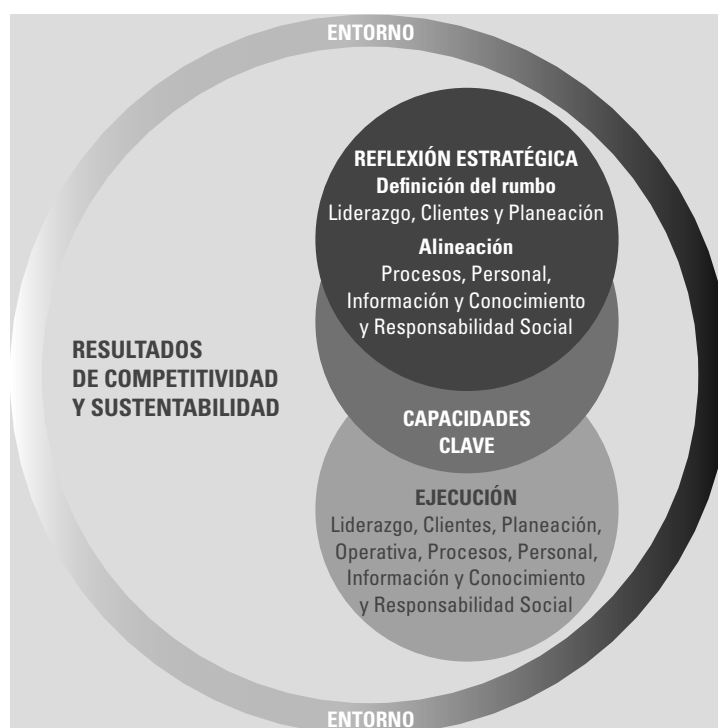 ENTORNO
REFLEXIÓN ESTRATÉGICA
Definición del rumbo
Liderazgo, Clientes y Planeación
Alineación
Procesos, Personal,
Información y Conocimiento
y Responsabilidad Social
RESULTADOS
DE COMPETITIVIDAD
Y SUSTENTABILIDAD
CAPACIDADES
CLAVE
EJECUCIÓN
Liderazgo, Clientes, Planeación,
Operativa, Procesos, Personal,
Información y Conocimiento
y Responsabilidad Social
ENTORNO